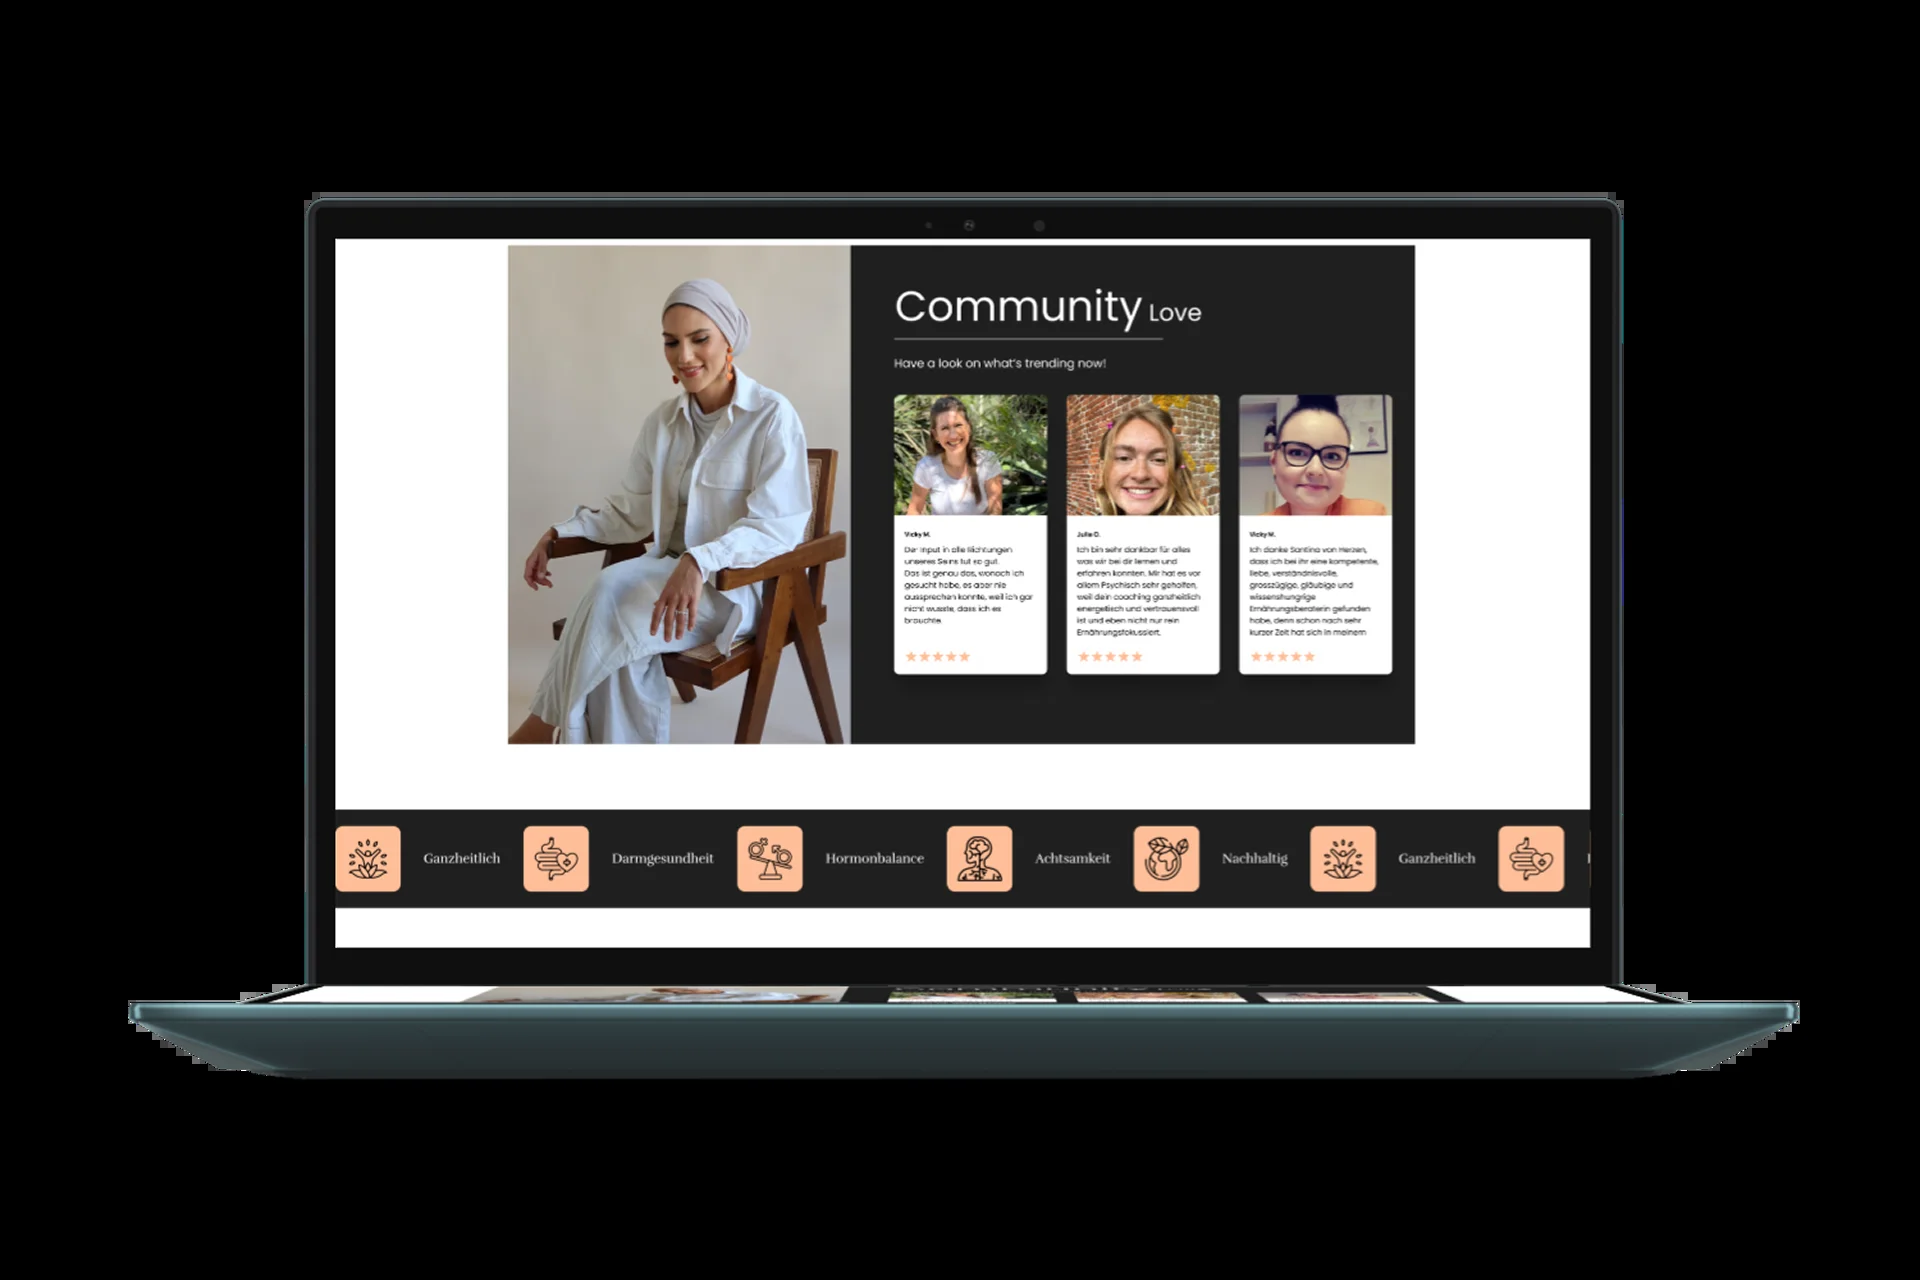 Community Love
Have a look on what's trending now!
Vicky M.
Der Input in alle Richtungen
unseres Seins tut so gut.
Das ist genau das, wonach ich
gesucht habe, es aber nie
aussprechen konnte, weil ich gar
nicht wusste, dass ich es
brauchte.
Julia D.
Ich bin sehr dankbar für alles
was wir bei dir lernen und
erfahren konnten. Mir hat es vor
allem Psychisch sehr geholfen,
weil dein coaching ganzheitlich
energetisch und vertrauensvoll
ist und eben nicht nur rein
Ernährungsfokussiert.
Vicky M.
Ich danke Santina von Herzen,
dass ich bei ihr eine kompetente,
liebe, verständnisvolle,
grosszügige, gläubige und
wissenshungrige
Ernährungsberaterin gefunden
habe, denn schon nach sehr
kurzer Zeit hat sich in meinem
Ganzheitlich
Darmgesundheit
Hormonbalance
Achtsamkeit
Nachhaltig
Ganzheitlich